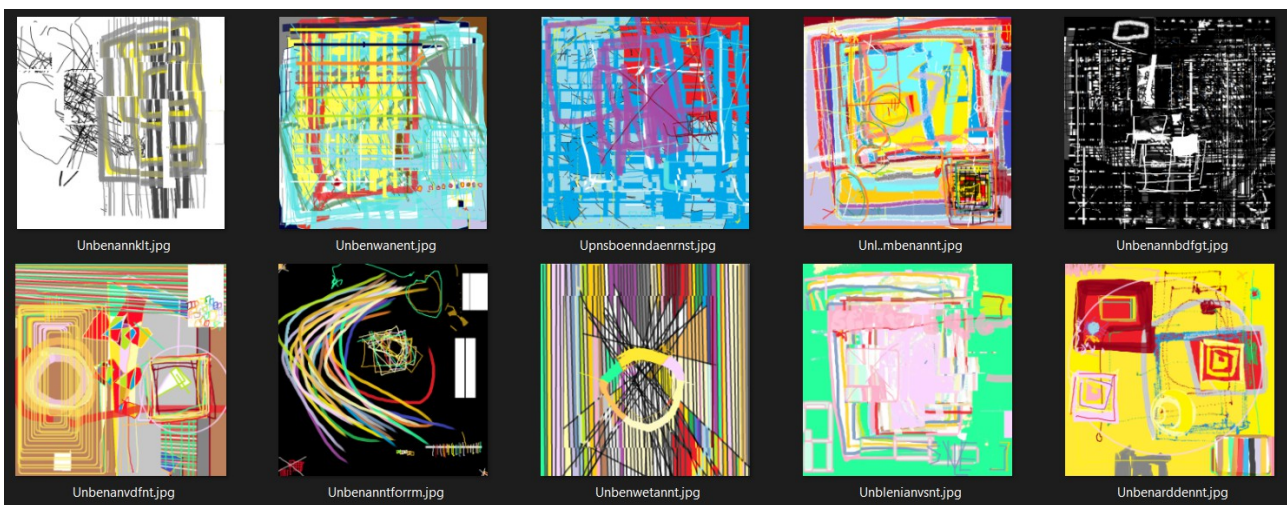 Unbenannklt.jpg
Unbenwanent.jpg
Upnsboenndaenrnst.jpg
Unl..mbenannt.jpg
Unbenannbdfgt.jpg
Unbenanvdfnt.jpg
Unbenanntforrm.jpg
Unbenwetannt.jpg
Unblenianvsnt.jpg
Unbenarddennt.jpg